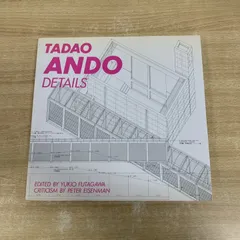 TADAO
ANDO
DETAILS
EDITED BY YUKIO FUTAGAWA
CRITICISM BY PETER EISENMAN